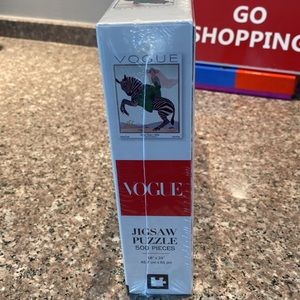 GO
SHOPPING
VOGUE
VOGUE
JIGSAW
PUZZLE
500 PIECES